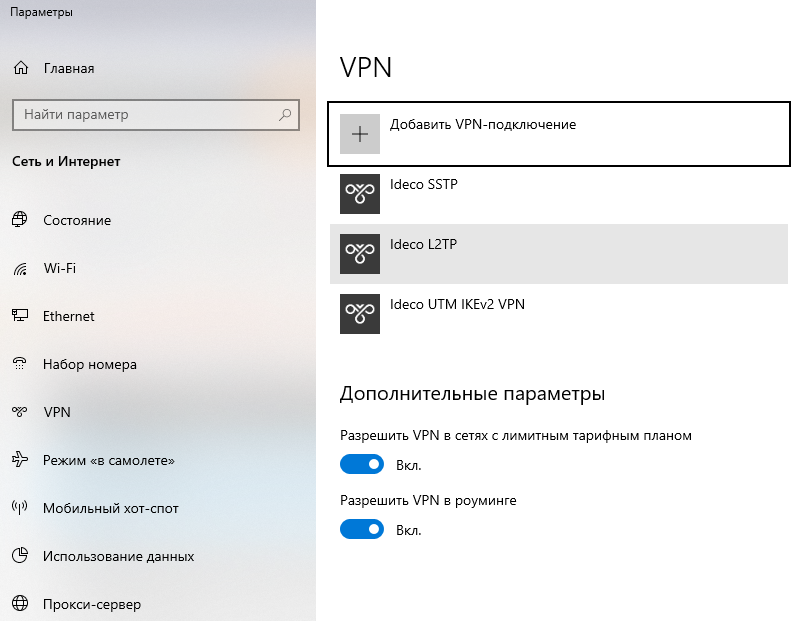 Параметры
Главная
Найти параметр
Сеть и Интернет
Состояние
Wi-Fi
Ethernet
Набор номера
VPN
Режим «в самолете»
Мобильный хот-спот
Использование данных
Прокси-сервер
VPN
Добавить VPN-подключение
Ideco SSTP
Ideco L2TP
Ideco UTM IKEv2 VPN
Дополнительные параметры
Разрешить VPN в сетях с лимитным тарифным планом
Вкл.
Разрешить VPN в роуминге
Вкл.